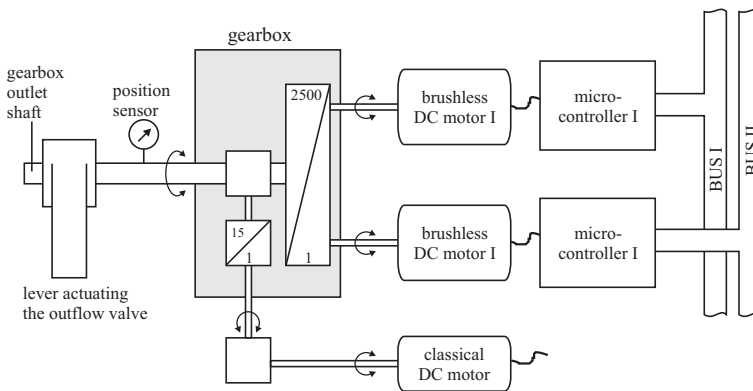 gearbox
gearbox
outlet
shaft
position
sensor
2500
1
15
1
brushless
DC motor I
micro-
controller I
brushless
DC motor I
micro-
controller I
BUS I
BUS II
lever actuating
the outflow valve
classical
DC motor